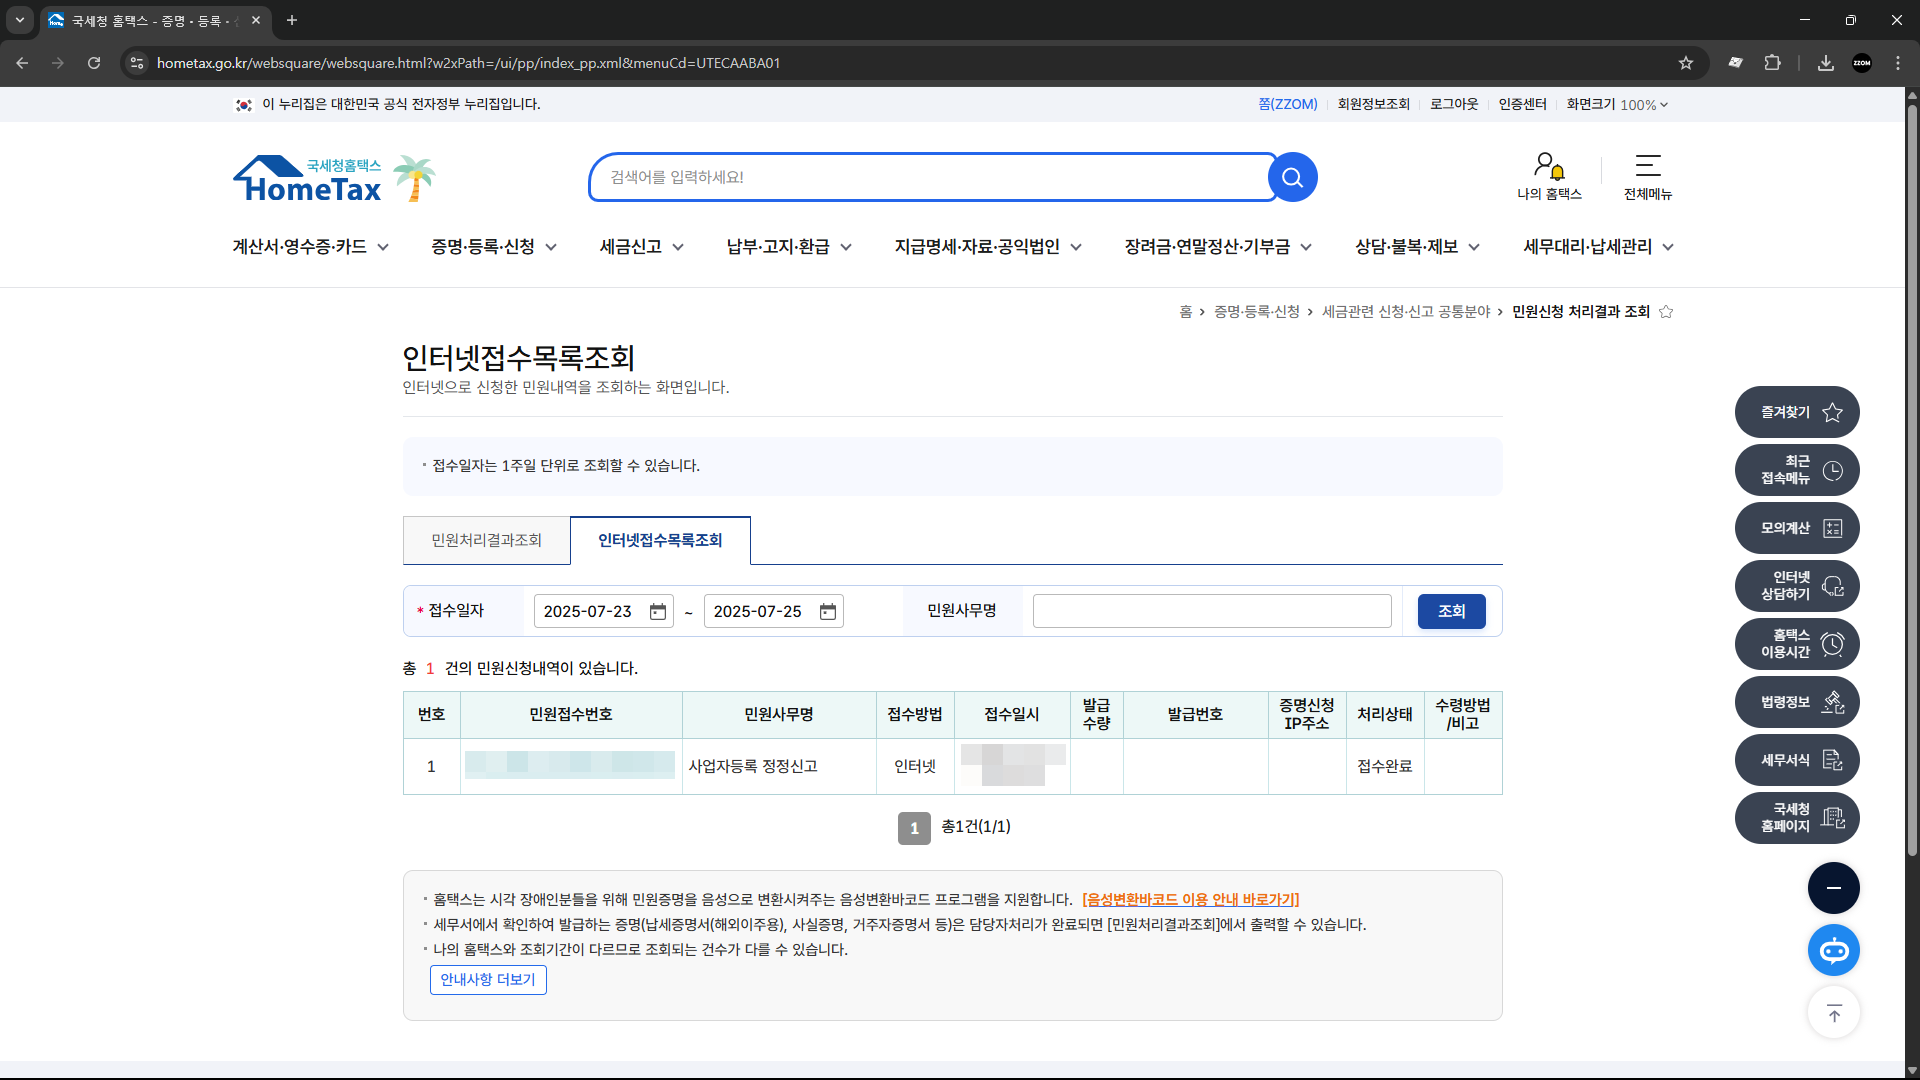 국세청 홈택스 - 증명 · 등록 ·
hometax.go.kr/websquare/websquare.html?w2xPath=/ui/pp/index_pp.xml&menuCd=UTECAABA01
ZZOM
이 누리집은 대한민국 공식 전자정부 누리집입니다.
쫌(ZZOM) 회원정보조회 로그아웃 인증센터 화면크기 100%
국세청홈택스
HomeTax
검색어를 입력하세요!
나의 홈택스
전체메뉴
계산서·영수증·카드 증명·등록·신청 세금신고 납부·고지·환급 지급명세·자료·공익법인 장려금·연말정산·기부금 상담·불복·제보 세무대리·납세관리
홈 > 증명·등록·신청 > 세금관련 신청·신고 공통분야 > 민원신청 처리결과 조회
인터넷접수목록조회
인터넷으로 신청한 민원내역을 조회하는 화면입니다.
· 접수일자는 1주일 단위로 조회할 수 있습니다.
민원처리결과조회 인터넷접수목록조회
* 접수일자 2025-07-23 ~ 2025-07-25 민원사무명 조회
총 1 건의 민원신청내역이 있습니다.
번호 민원접수번호 민원사무명 접수방법 접수일시 발급 수량 발급번호 증명신청 IP주소 처리상태 수령방법 /비고
1 사업자등록 정정신고 인터넷 접수완료
1 총1건(1/1)
· 홈택스는 시각 장애인분들을 위해 민원증명을 음성으로 변환시켜주는 음성변환바코드 프로그램을 지원합니다. [음성변환바코드 이용 안내 바로가기]
· 세무서에서 확인하여 발급하는 증명(납세증명서(해외이주용), 사실증명, 거주자증명서 등)은 담당자처리가 완료되면 [민원처리결과조회]에서 출력할 수 있습니다.
· 나의 홈택스와 조회기간이 다르므로 조회되는 건수가 다를 수 있습니다.
안내사항 더보기
즐겨찾기
최근
접속메뉴
모의계산
인터넷
상담하기
홈택스
이용시간
법령정보
세무서식
국세청
홈페이지